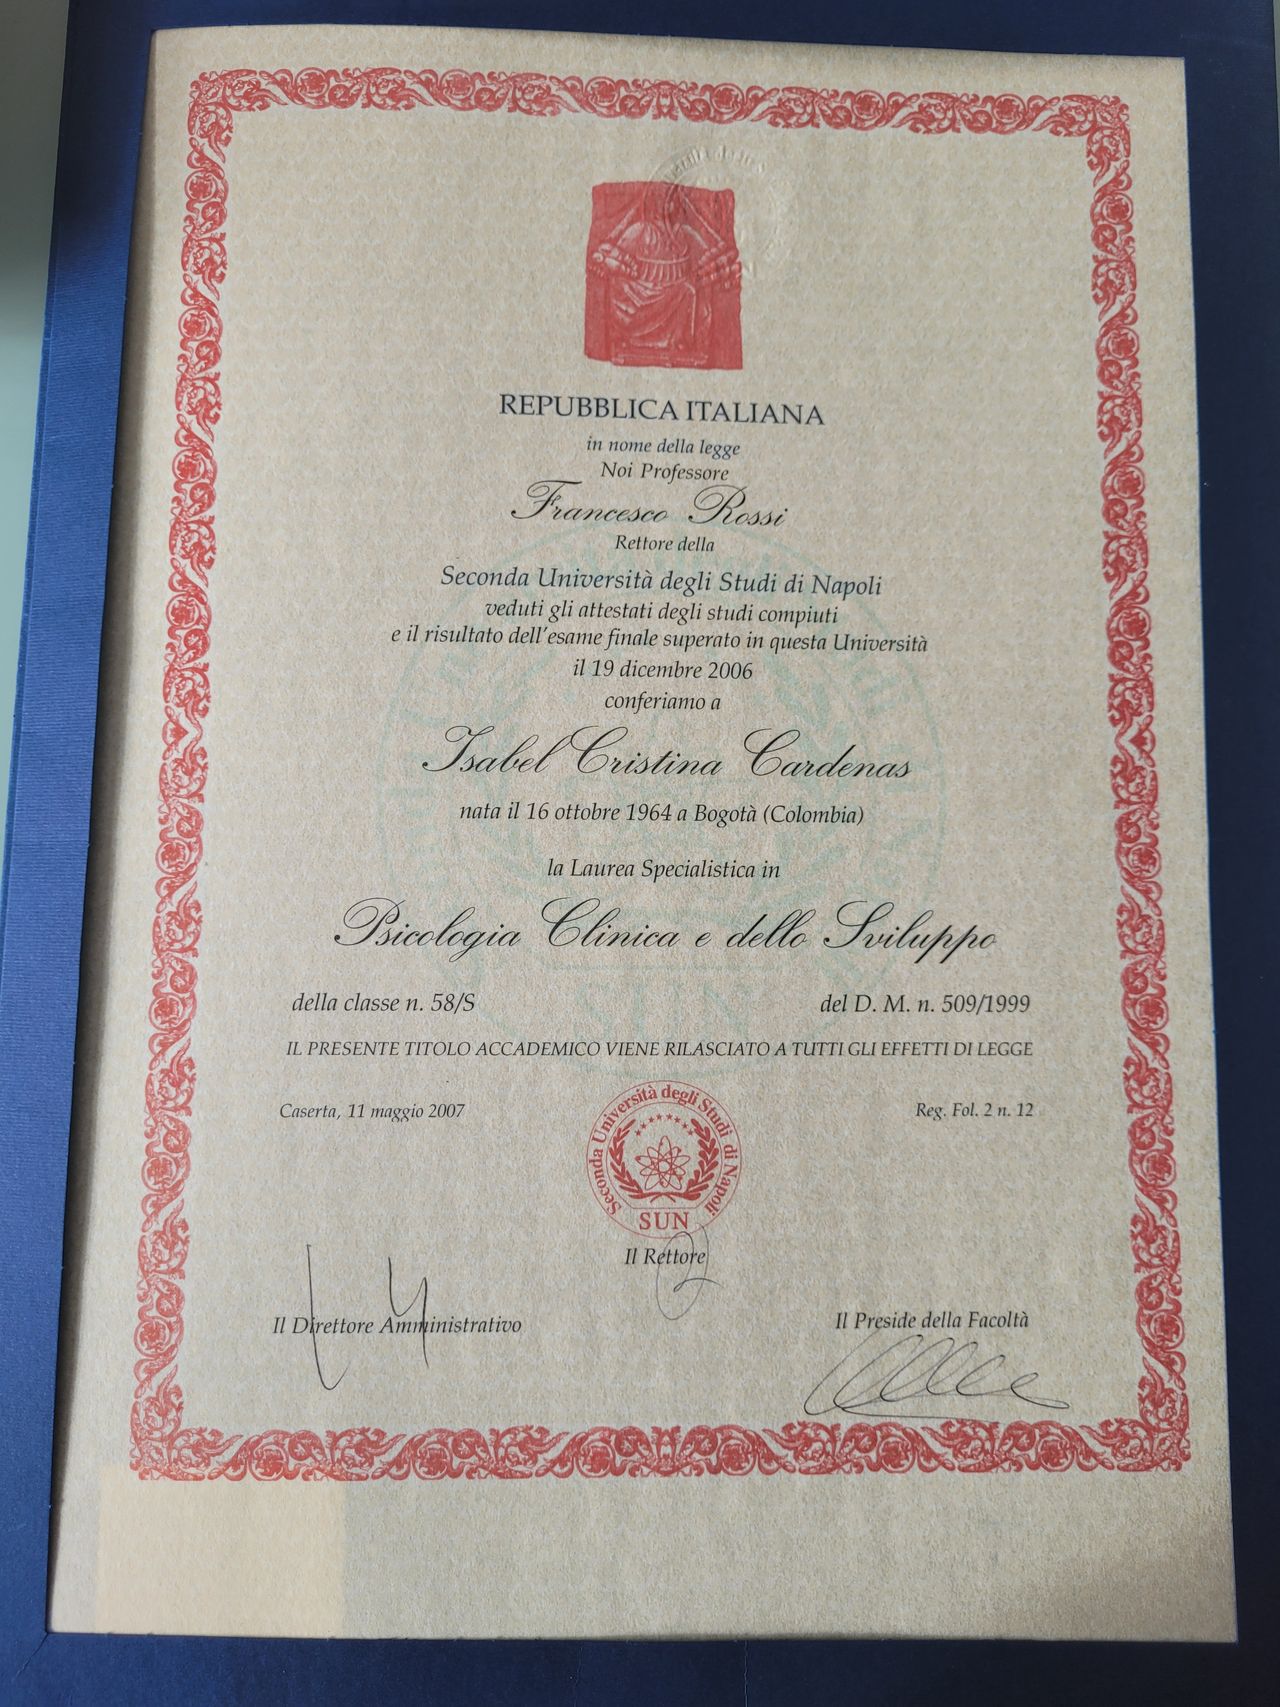 REPUBBLICA ITALIANA
in nome della legge
Noi Professore
Francesco Rossi
Rettore della
Seconda Università degli Studi di Napoli
veduti gli attestati degli studi compiuti
e il risultato dell'esame finale superato in questa Università
il 19 dicembre 2006
conferiamo a
Isabel Cristina Cardenas
nata il 16 ottobre 1964 a Bogotà (Colombia)
la Laurea Specialistica in
Psicologia Clinica e dello Sviluppo
della classe n. 58/S del D. M. n. 509/1999
IL PRESENTE TITOLO ACCADEMICO VIENE RILASCIATO A TUTTI GLI EFFETTI DI LEGGE
Caserta, 11 maggio 2007 Reg. Fol. 2 n. 12
Seconda Università degli Studi di Napoli
SUN
Il Rettore
Il Direttore Amministrativo Il Preside della Facoltà